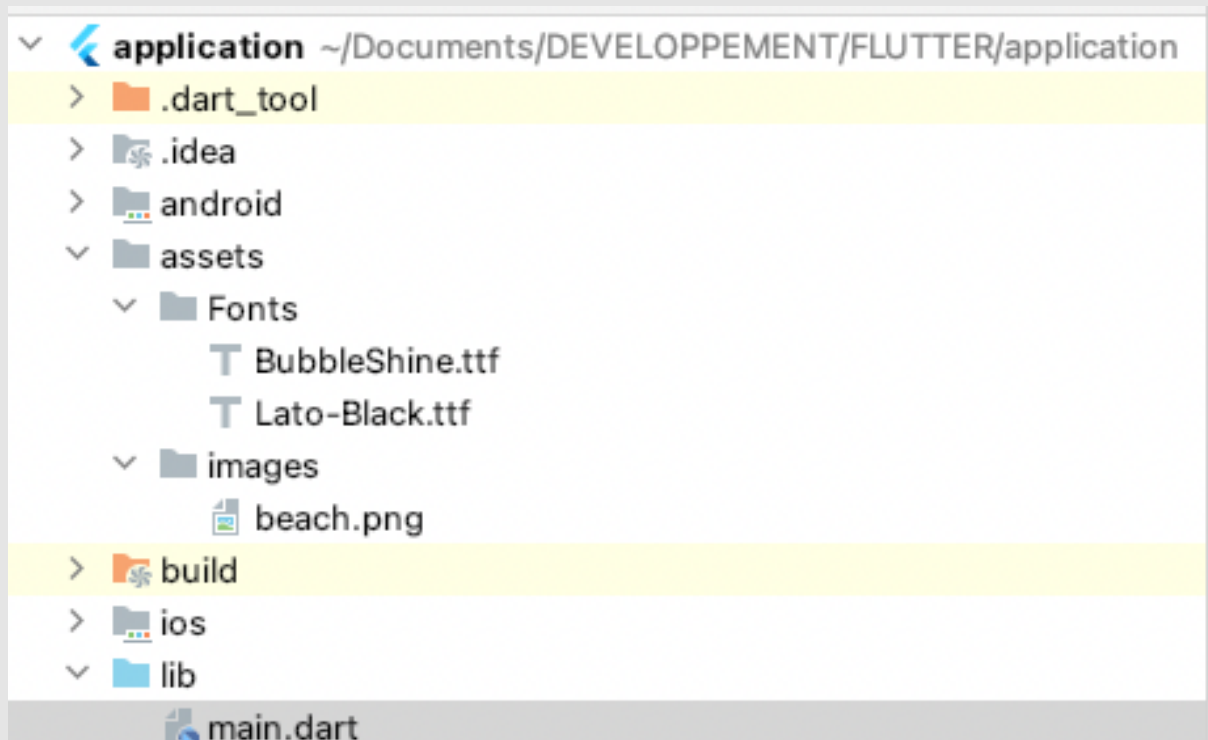 application ~/Documents/DEVELOPPEMENT/FLUTTER/application
.dart_tool
.idea
android
assets
Fonts
BubbleShine.ttf
Lato-Black.ttf
images
beach.png
build
ios
lib
main.dart